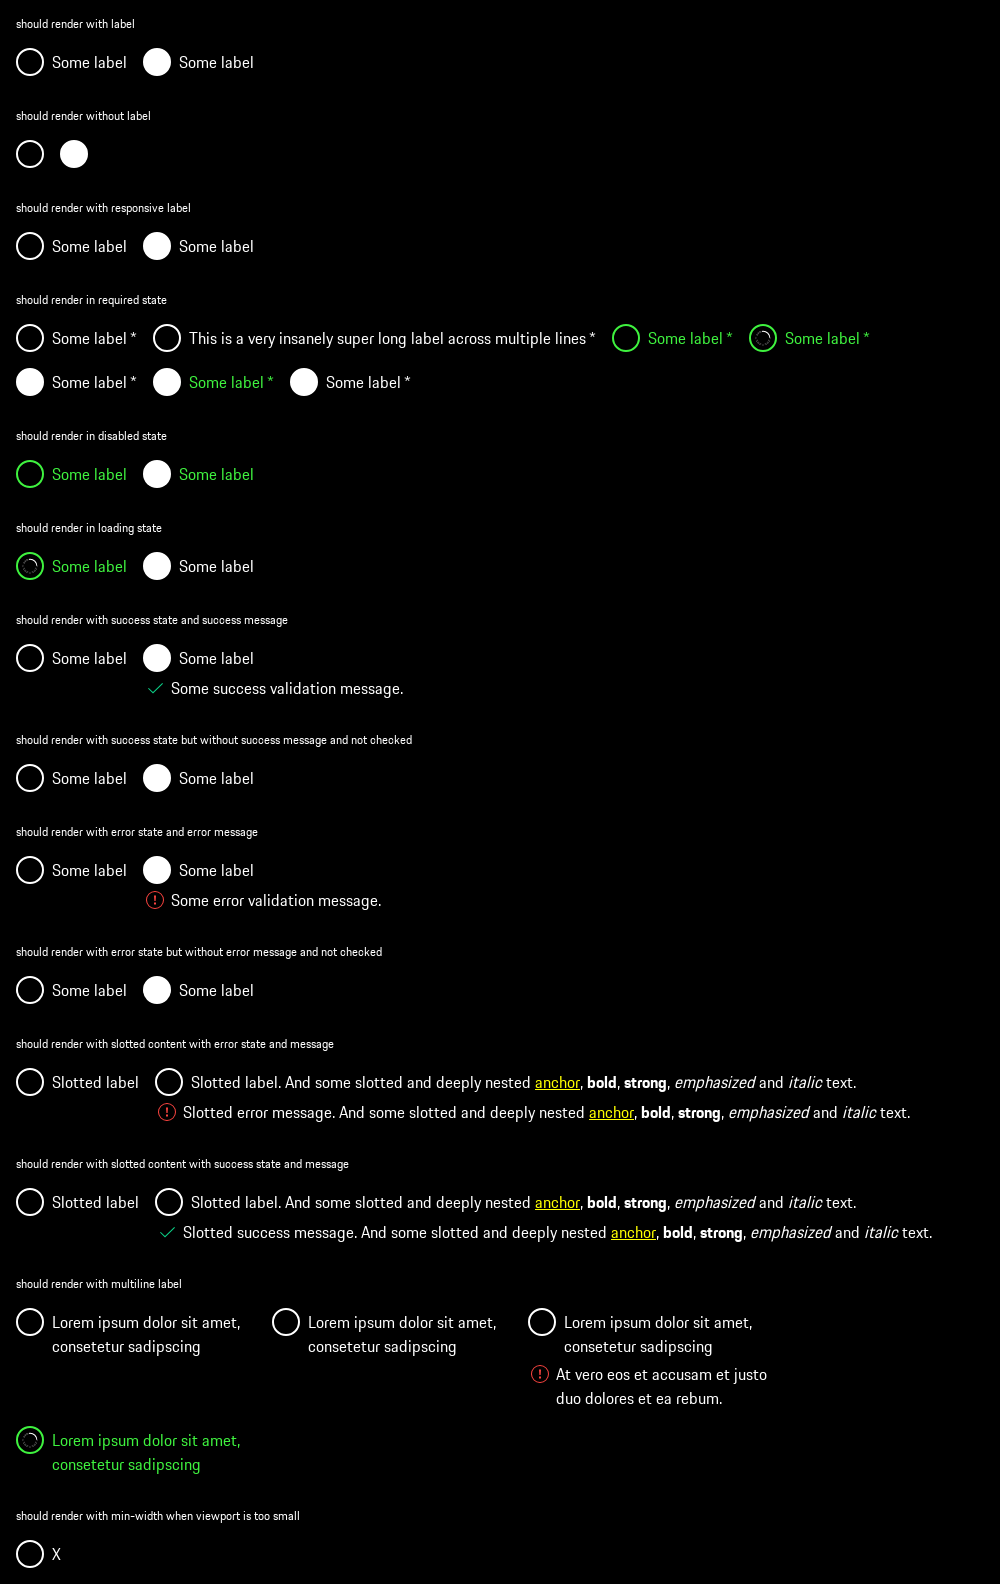 should render with label
Some label Some label
should render without label
should render with responsive label
Some label Some label
should render in required state
Some label * This is a very insanely super long label across multiple lines * Some label * Some label *
Some label * Some label * Some label *
should render in disabled state
Some label Some label
should render in loading state
Some label Some label
should render with success state and success message
Some label Some label
Some success validation message.
should render with success state but without success message and not checked
Some label Some label
should render with error state and error message
Some label Some label
Some error validation message.
should render with error state but without error message and not checked
Some label Some label
should render with slotted content with error state and message
Slotted label Slotted label. And some slotted and deeply nested anchor, bold, strong, emphasized and italic text.
Slotted error message. And some slotted and deeply nested anchor, bold, strong, emphasized and italic text.
should render with slotted content with success state and message
Slotted label Slotted label. And some slotted and deeply nested anchor, bold, strong, emphasized and italic text.
Slotted success message. And some slotted and deeply nested anchor, bold, strong, emphasized and italic text.
should render with multiline label
Lorem ipsum dolor sit amet,
consetetur sadipscing
Lorem ipsum dolor sit amet,
consetetur sadipscing
Lorem ipsum dolor sit amet,
consetetur sadipscing
At vero eos et accusam et justo
duo dolores et ea rebum.
Lorem ipsum dolor sit amet,
consetetur sadipscing
should render with min-width when viewport is too small
X